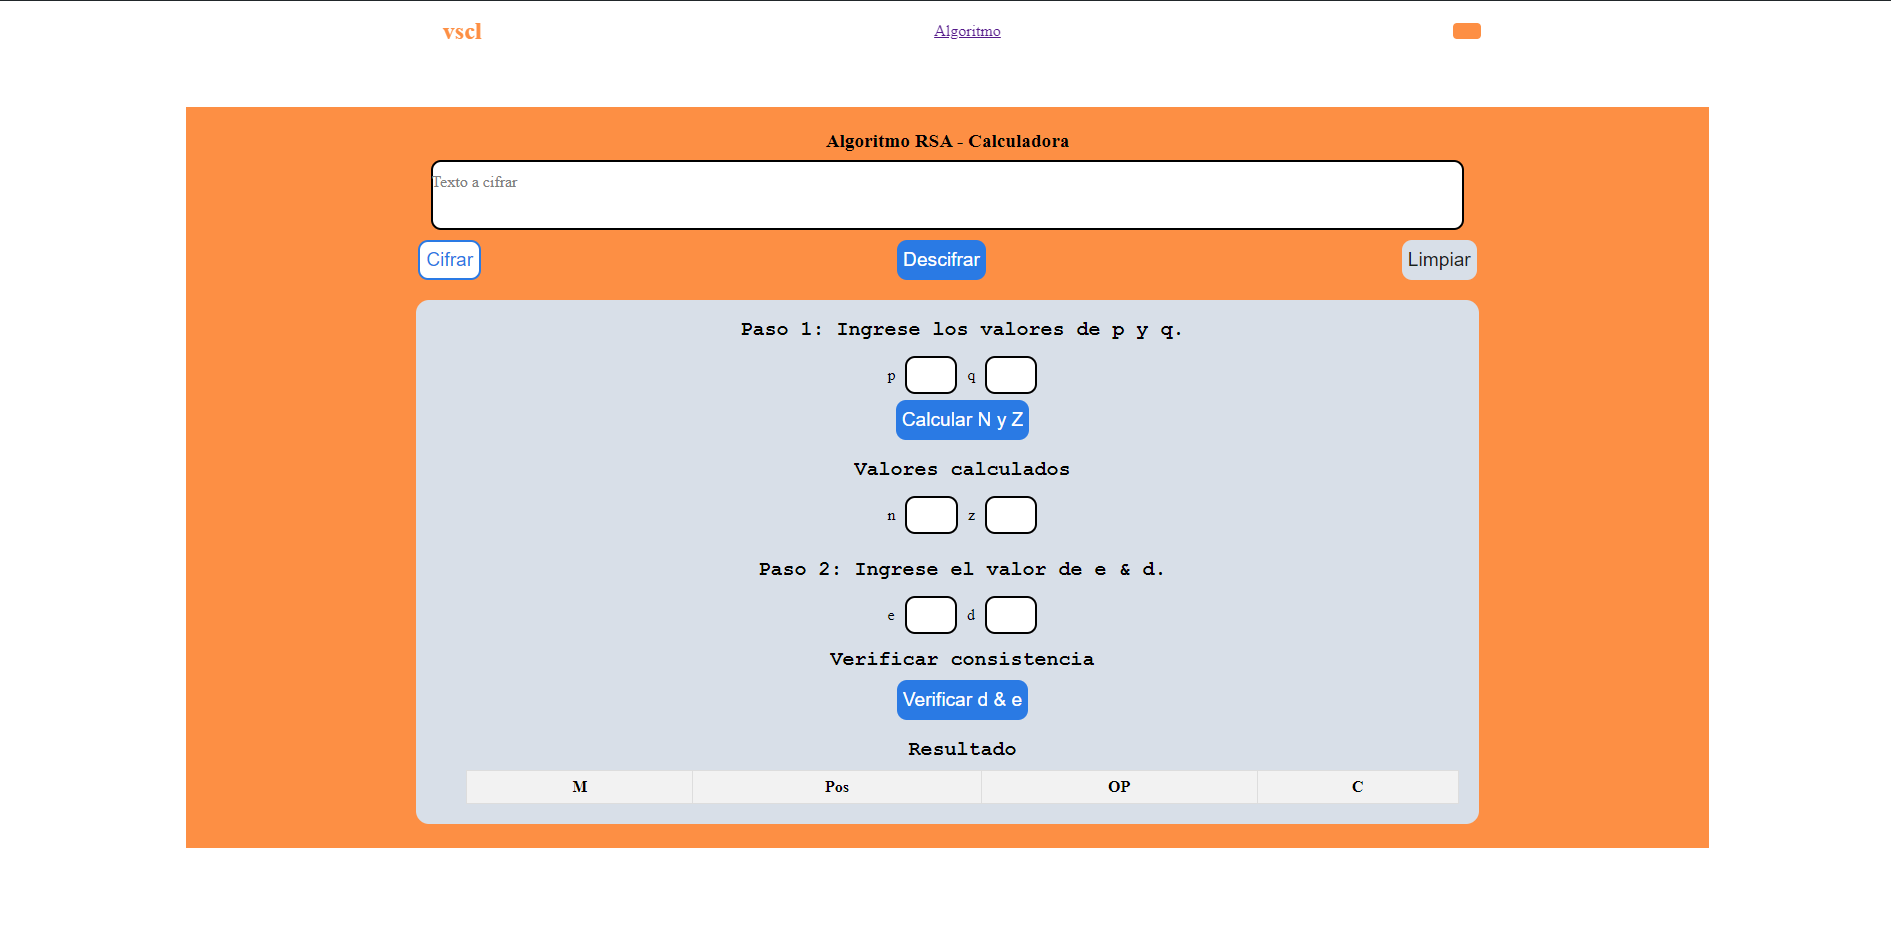 vscl Algoritmo
Algoritmo RSA - Calculadora
Texto a cifrar
Cifrar Descifrar Limpiar
Paso 1: Ingrese los valores de p y q.
p q
Calcular N y Z
Valores calculados
n z
Paso 2: Ingrese el valor de e & d.
e d
Verificar consistencia
Verificar d & e
Resultado
M Pos OP C